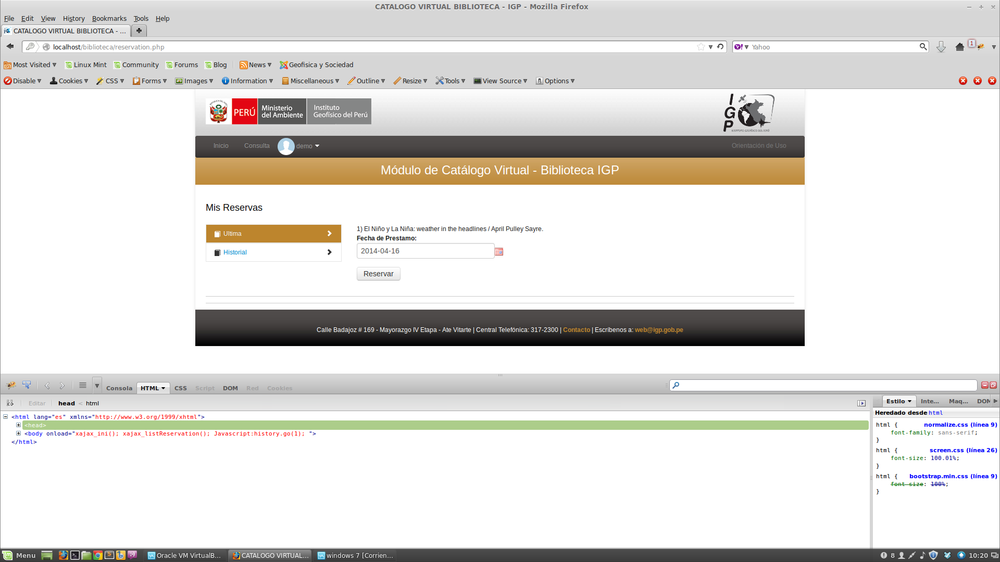 CATALOGO VIRTUAL BIBLIOTECA - IGP - Mozilla Firefox
File Edit View History Bookmarks Tools Help
CATALOGO VIRTUAL BIBLIOTECA - ...
localhost/biblioteca/reservation.php
Yahoo
1
Most Visited Linux Mint Community Forums Blog News Geofisica y Sociedad
Disable Cookies CSS Forms Images Information Miscellaneous Outline Resize Tools View Source Options
PERÚ
Ministerio
del Ambiente
Instituto
Geofísico del Perú
IGP
INSTITUTO GEOFÍSICO DEL PERÚ
Inicio Consulta demo Orientación de Uso
Módulo de Catálogo Virtual - Biblioteca IGP
Mis Reservas
Ultima
Historial
1) El Niño y La Niña: weather in the headlines / April Pulley Sayre.
Fecha de Prestamo:
2014-04-16
Reservar
Calle Badajoz # 169 - Mayorazgo IV Etapa - Ate Vitarte | Central Telefónica: 317-2300 | Contacto | Escríbenos a: web@igp.gob.pe
Consola HTML CSS Script DOM Red Cookies
Editar head < html
<html lang="es" xmlns="http://www.w3.org/1999/xhtml">
<head>
<body onload="xajax_ini(); xajax_listReservation(); Javascript:history.go(1); ">
</html>
Estilo Inte... Maq... DOM
Heredado desde html
html { normalize.css (línea 9)
font-family: sans-serif;
}
html { screen.css (línea 26)
font-size: 100.01%;
}
html { bootstrap.min.css (línea 9)
font-size: 100%;
}
Menu Oracle VM VirtualB... CATALOGO VIRTUAL... windows 7 [Corrien... 8 10:20